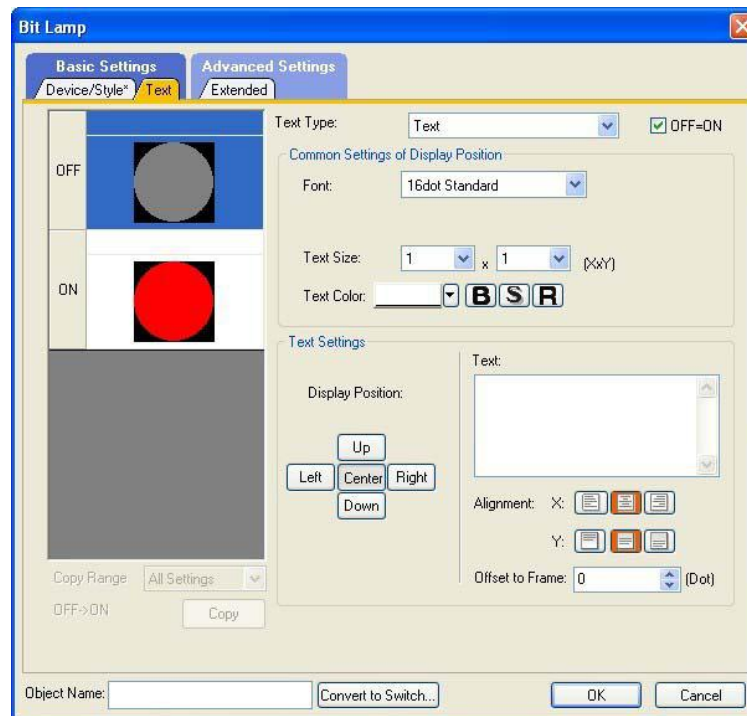 Bit Lamp
Basic Settings Advanced Settings
Device/Style* Text Extended
Text Type: Text OFF=ON
OFF
Common Settings of Display Position
Font: 16dot Standard
Text Size: 1 x 1 (XxY)
ON
Text Color: B S R
Text Settings
Text:
Display Position:
Up
Left Center Right
Down
Alignment: X:
Y:
Offset to Frame: 0 (Dot)
Copy Range All Settings
OFF->ON Copy
Object Name: Convert to Switch... OK Cancel